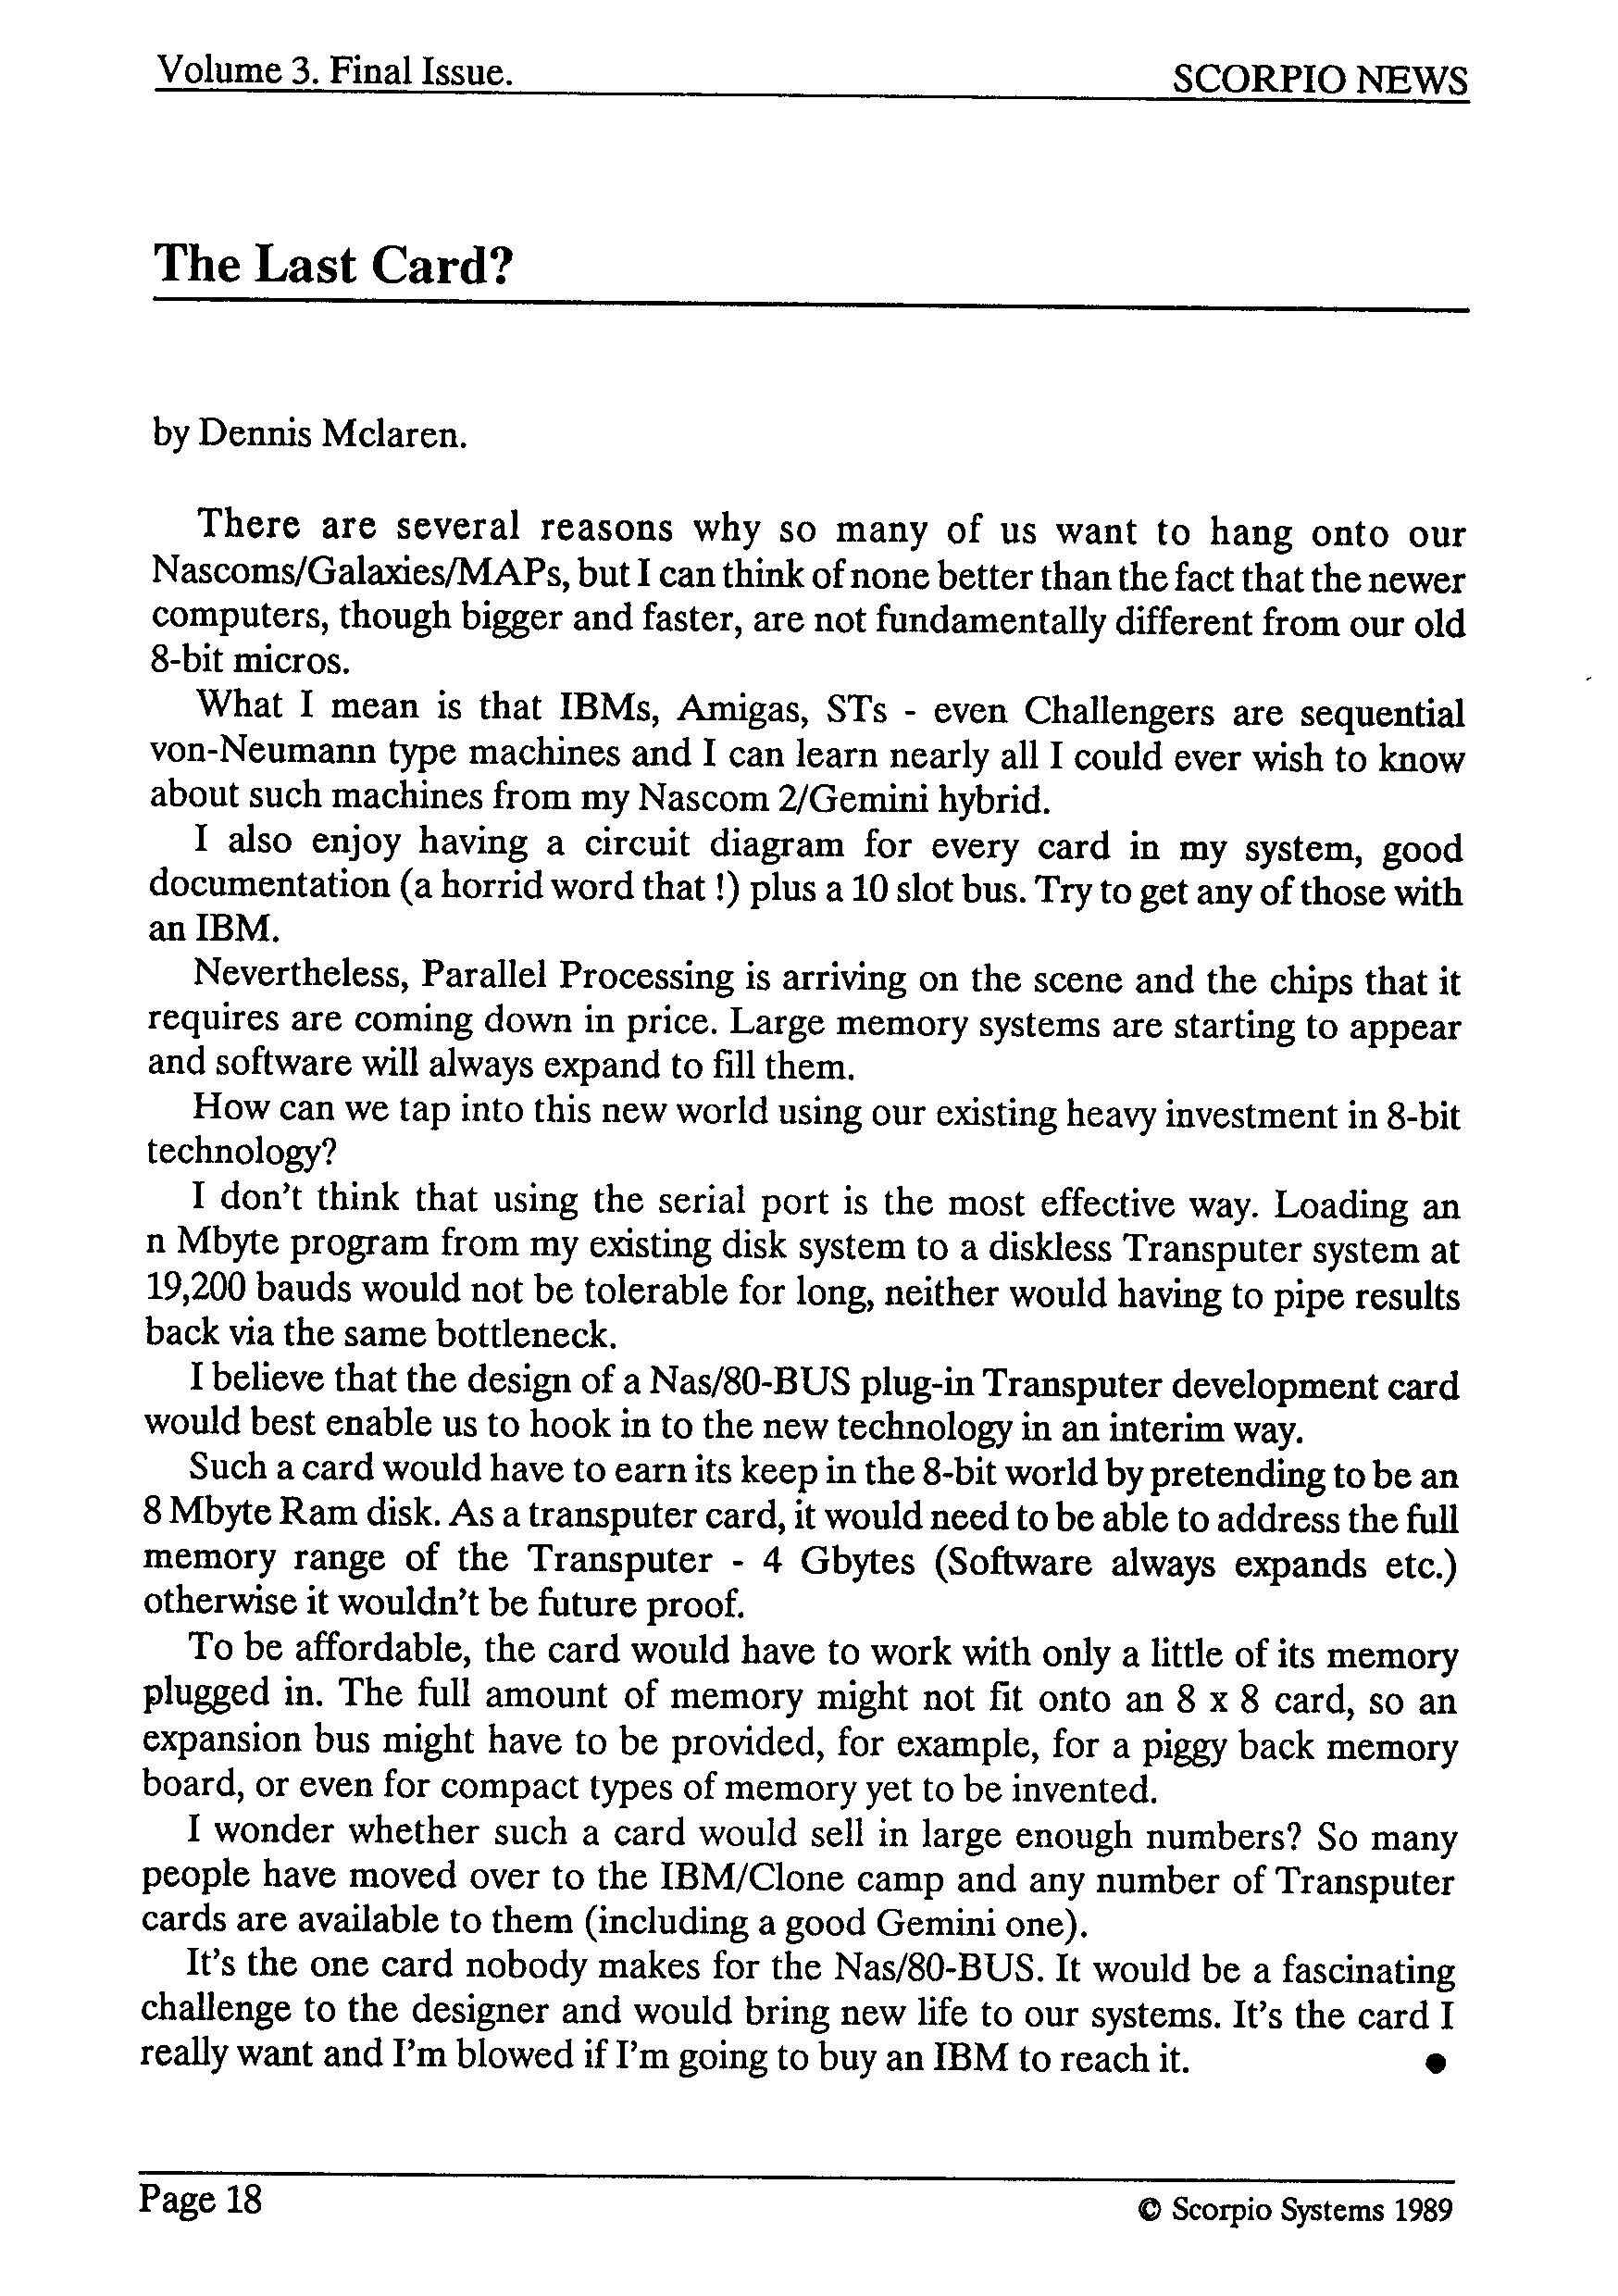 Volume 3. Final Issue. SCORPIO NEWS
The Last Card?
by Dennis Mclaren.
There are several reasons why so many of us want to hang onto our
Nascoms/Galaxies/MAPs, but I can think of none better than the fact that the newer
computers, though bigger and faster, are not fundamentally different from our old
8-bit micros.
What I mean is that IBMs, Amigas, STs - even Challengers are sequential
von-Neumann type machines and I can learn nearly all I could ever wish to know
about such machines from my Nascom 2/Gemini hybrid.
I also enjoy having a circuit diagram for every card in my system, good
documentation (a horrid word that !) plus a 10 slot bus. Try to get any of those with
an IBM.
Nevertheless, Parallel Processing is arriving on the scene and the chips that it
requires are coming down in price. Large memory systems are starting to appear
and software will always expand to fill them.
How can we tap into this new world using our existing heavy investment in 8-bit
technology?
I don't think that using the serial port is the most effective way. Loading an
n Mbyte program from my existing disk system to a diskless Transputer system at
19,200 bauds would not be tolerable for long, neither would having to pipe results
back via the same bottleneck.
I believe that the design of a Nas/80-BUS plug-in Transputer development card
would best enable us to hook in to the new technology in an interim way.
Such a card would have to earn its keep in the 8-bit world by pretending to be an
8 Mbyte Ram disk. As a transputer card, it would need to be able to address the full
memory range of the Transputer - 4 Gbytes (Software always expands etc.)
otherwise it wouldn't be future proof.
To be affordable, the card would have to work with only a little of its memory
plugged in. The full amount of memory might not fit onto an 8 x 8 card, so an
expansion bus might have to be provided, for example, for a piggy back memory
board, or even for compact types of memory yet to be invented.
I wonder whether such a card would sell in large enough numbers? So many
people have moved over to the IBM/Clone camp and any number of Transputer
cards are available to them (including a good Gemini one).
It's the one card nobody makes for the Nas/80-BUS. It would be a fascinating
challenge to the designer and would bring new life to our systems. It's the card I
really want and I'm blowed if I'm going to buy an IBM to reach it. ●
Page 18 © Scorpio Systems 1989